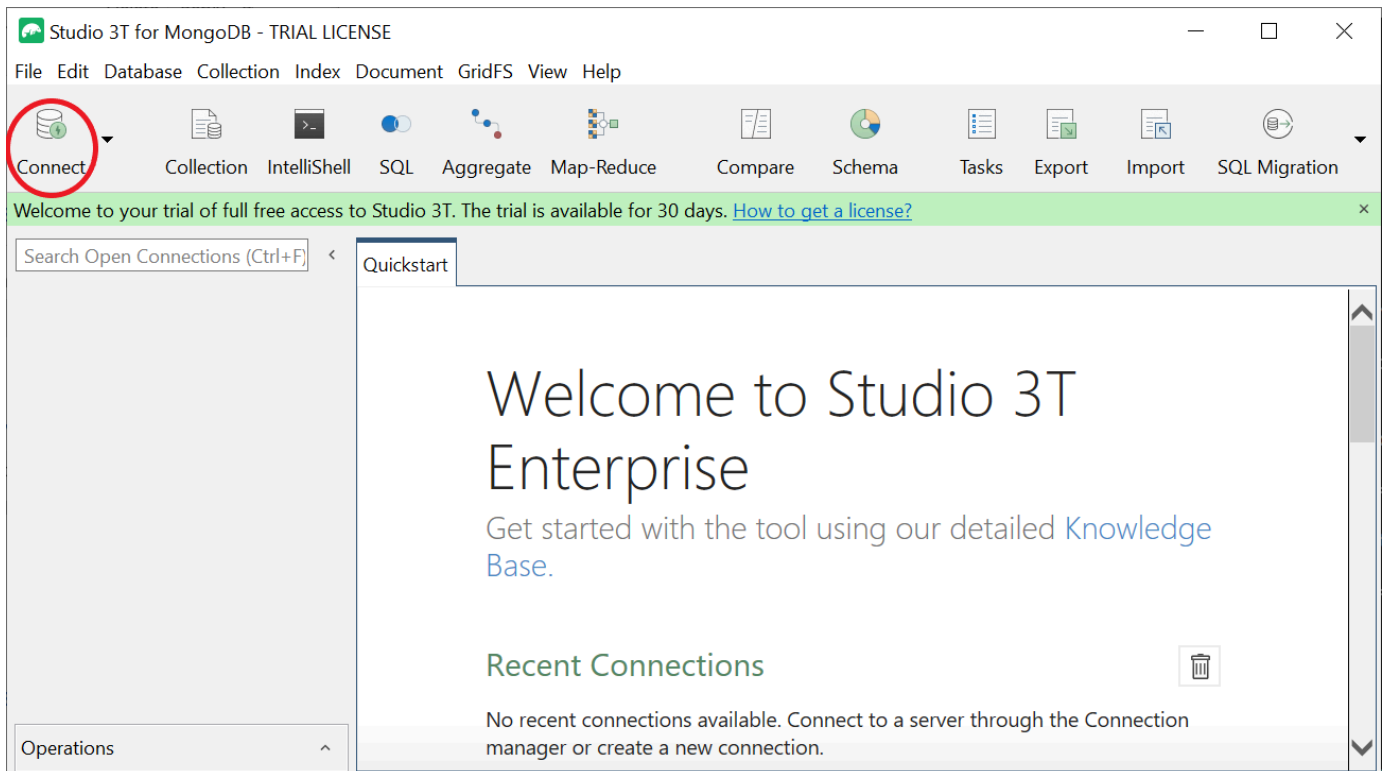 Studio 3T for MongoDB - TRIAL LICENSE
File Edit Database Collection Index Document GridFS View Help
Connect Collection IntelliShell SQL Aggregate Map-Reduce Compare Schema Tasks Export Import SQL Migration
Welcome to your trial of full free access to Studio 3T. The trial is available for 30 days. How to get a license?
Search Open Connections (Ctrl+F)
Quickstart
Welcome to Studio 3T
Enterprise
Get started with the tool using our detailed Knowledge
Base.
Recent Connections
No recent connections available. Connect to a server through the Connection
manager or create a new connection.
Operations